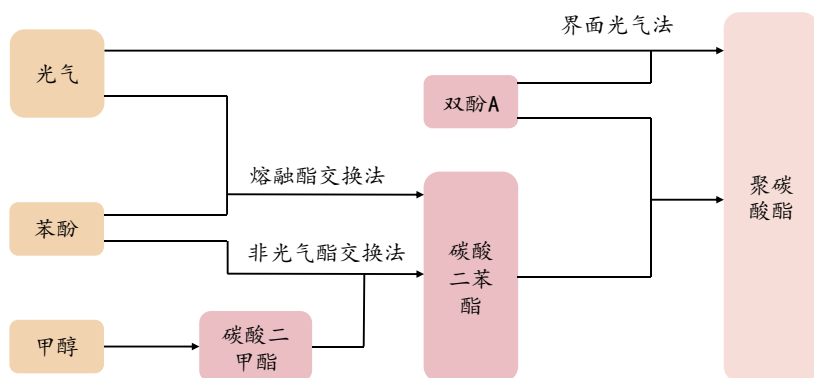 界面光气法
光气
双酚A
熔融酯交换法
聚碳
酸酯
苯酚
非光气酯交换法
碳酸
二苯
酯
甲醇
碳酸二
甲酯